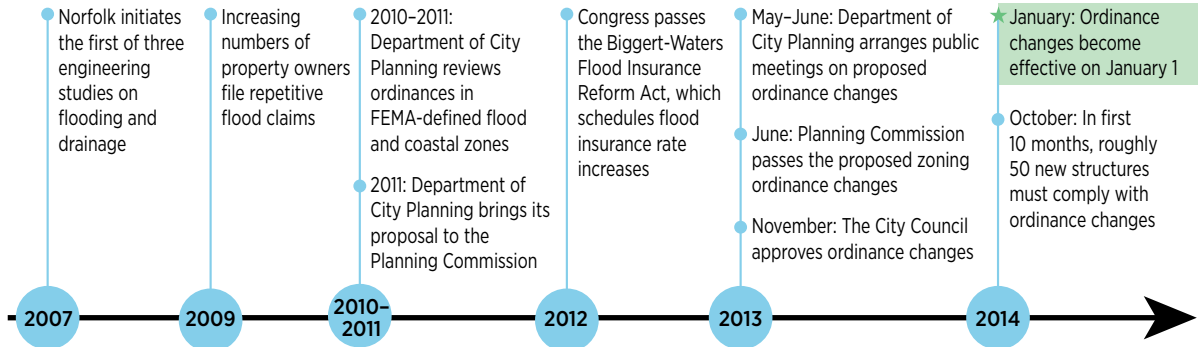 Norfolk initiates
the first of three
engineering
studies on
flooding and
drainage
Increasing
numbers of
property owners
file repetitive
flood claims
2010–2011:
Department of City
Planning reviews
ordinances in
FEMA-defined flood
and coastal zones
2011: Department of
City Planning brings its
proposal to the
Planning Commission
Congress passes
the Biggert-Waters
Flood Insurance
Reform Act, which
schedules flood
insurance rate
increases
May–June: Department of
City Planning arranges public
meetings on proposed
ordinance changes
June: Planning Commission
passes the proposed zoning
ordinance changes
November: The City Council
approves ordinance changes
January: Ordinance
changes become
effective on January 1
October: In first
10 months, roughly
50 new structures
must comply with
ordinance changes
2007
2009
2010–
2011
2012
2013
2014